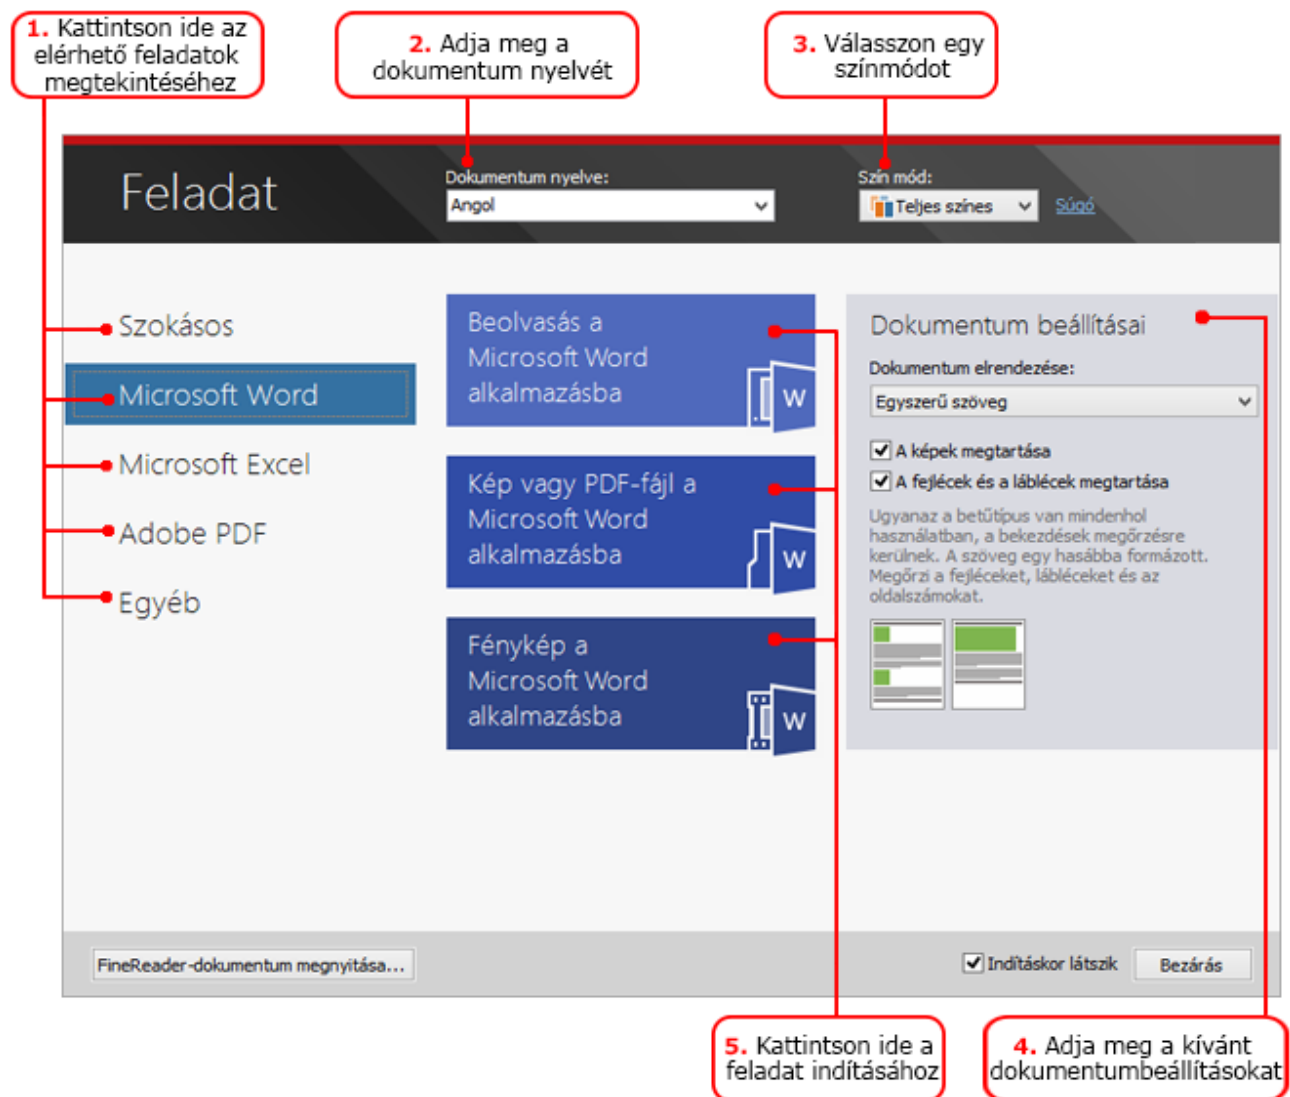 1. Kattintson ide az
elérhető feladatok
megtekintéséhez
2. Adja meg a
dokumentum nyelvét
3. Válasszon egy
színmódot
Feladat
Dokumentum nyelve:
Angol
Szín mód:
Teljes színes
Súgó
Szokásos
Microsoft Word
Microsoft Excel
Adobe PDF
Egyéb
Beolvasás a
Microsoft Word
alkalmazásba
W
Kép vagy PDF-fájl a
Microsoft Word
alkalmazásba
W
Fénykép a
Microsoft Word
alkalmazásba
W
Dokumentum beállításai
Dokumentum elrendezése:
Egyszerű szöveg
A képek megtartása
A fejlécek és a láblécek megtartása
Ugyanaz a betűtípus van mindenhol
használatban, a bekezdések megőrzésre
kerülnek. A szöveg egy hasábba formázott.
Megőrzi a fejléceket, lábléceket és az
oldalszámokat.
FineReader-dokumentum megnyitása...
Indításkor látszik
Bezárás
5. Kattintson ide a
feladat indításához
4. Adja meg a kívánt
dokumentumbeállításokat